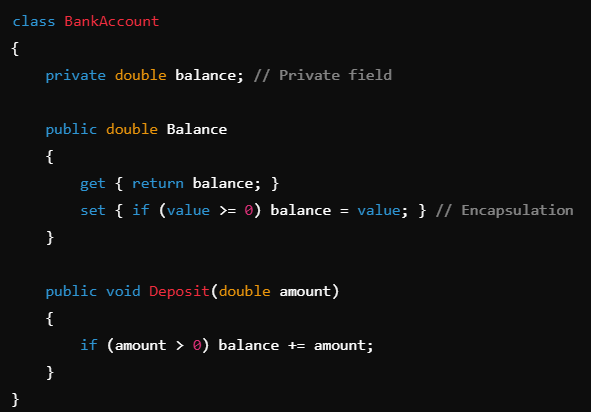 class BankAccount
{
    private double balance; // Private field

    public double Balance
    {
        get { return balance; }
        set { if (value >= 0) balance = value; } // Encapsulation
    }

    public void Deposit(double amount)
    {
        if (amount > 0) balance += amount;
    }
}